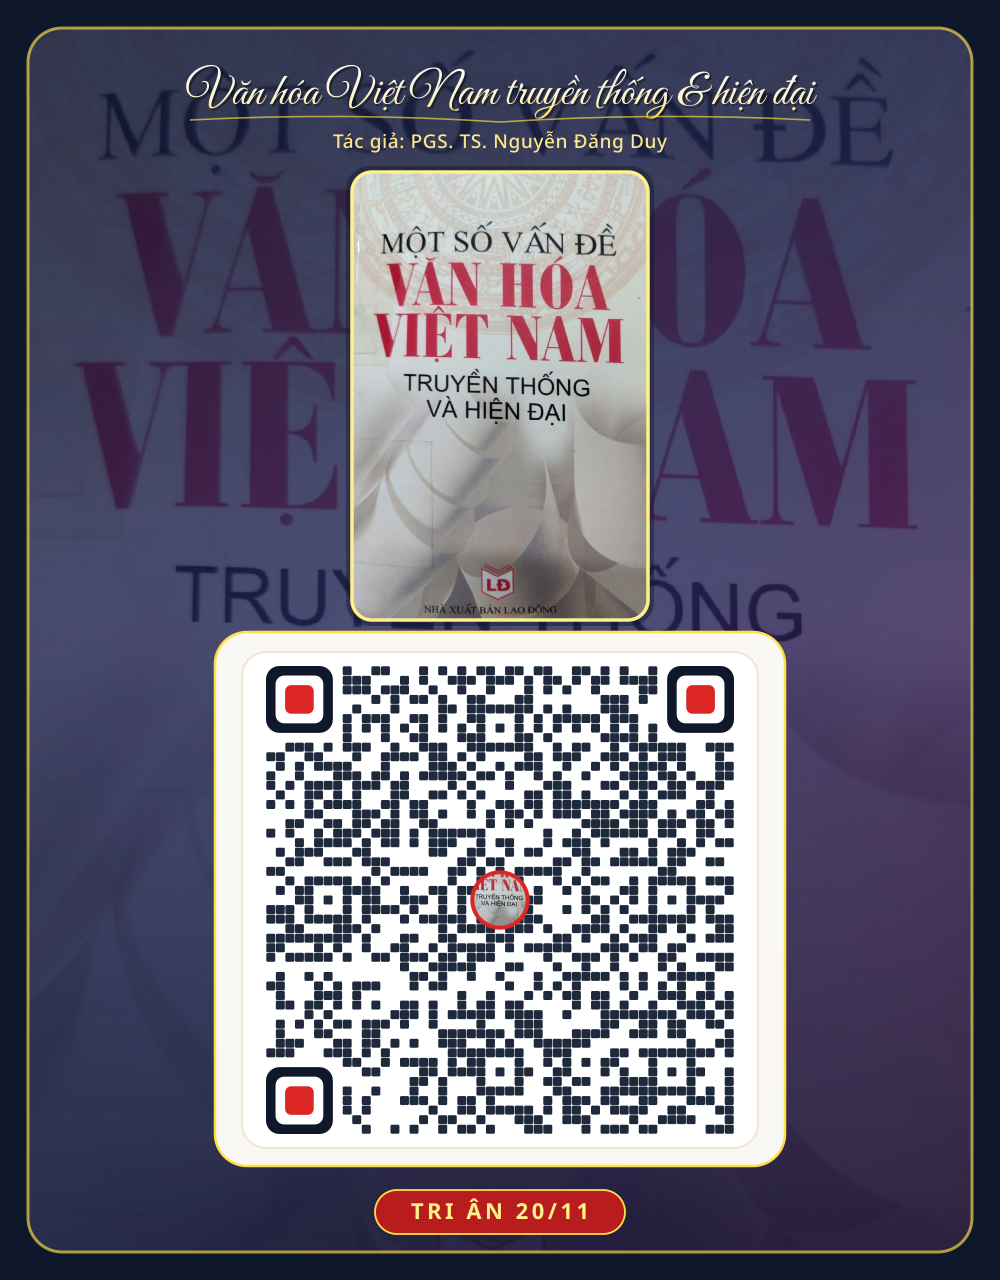 Văn hóa Việt Nam truyền thống & hiện đại
Tác giả: PGS. TS. Nguyễn Đăng Duy
MỘT SỐ VẤN ĐỀ
VĂN HÓA
VIỆT NAM
TRUYỀN THỐNG
VÀ HIỆN ĐẠI
LĐ
NHÀ XUẤT BẢN LAO ĐỘNG
VIỆT NAM
TRUYỀN THỐNG
VÀ HIỆN ĐẠI
TRI ÂN 20/11